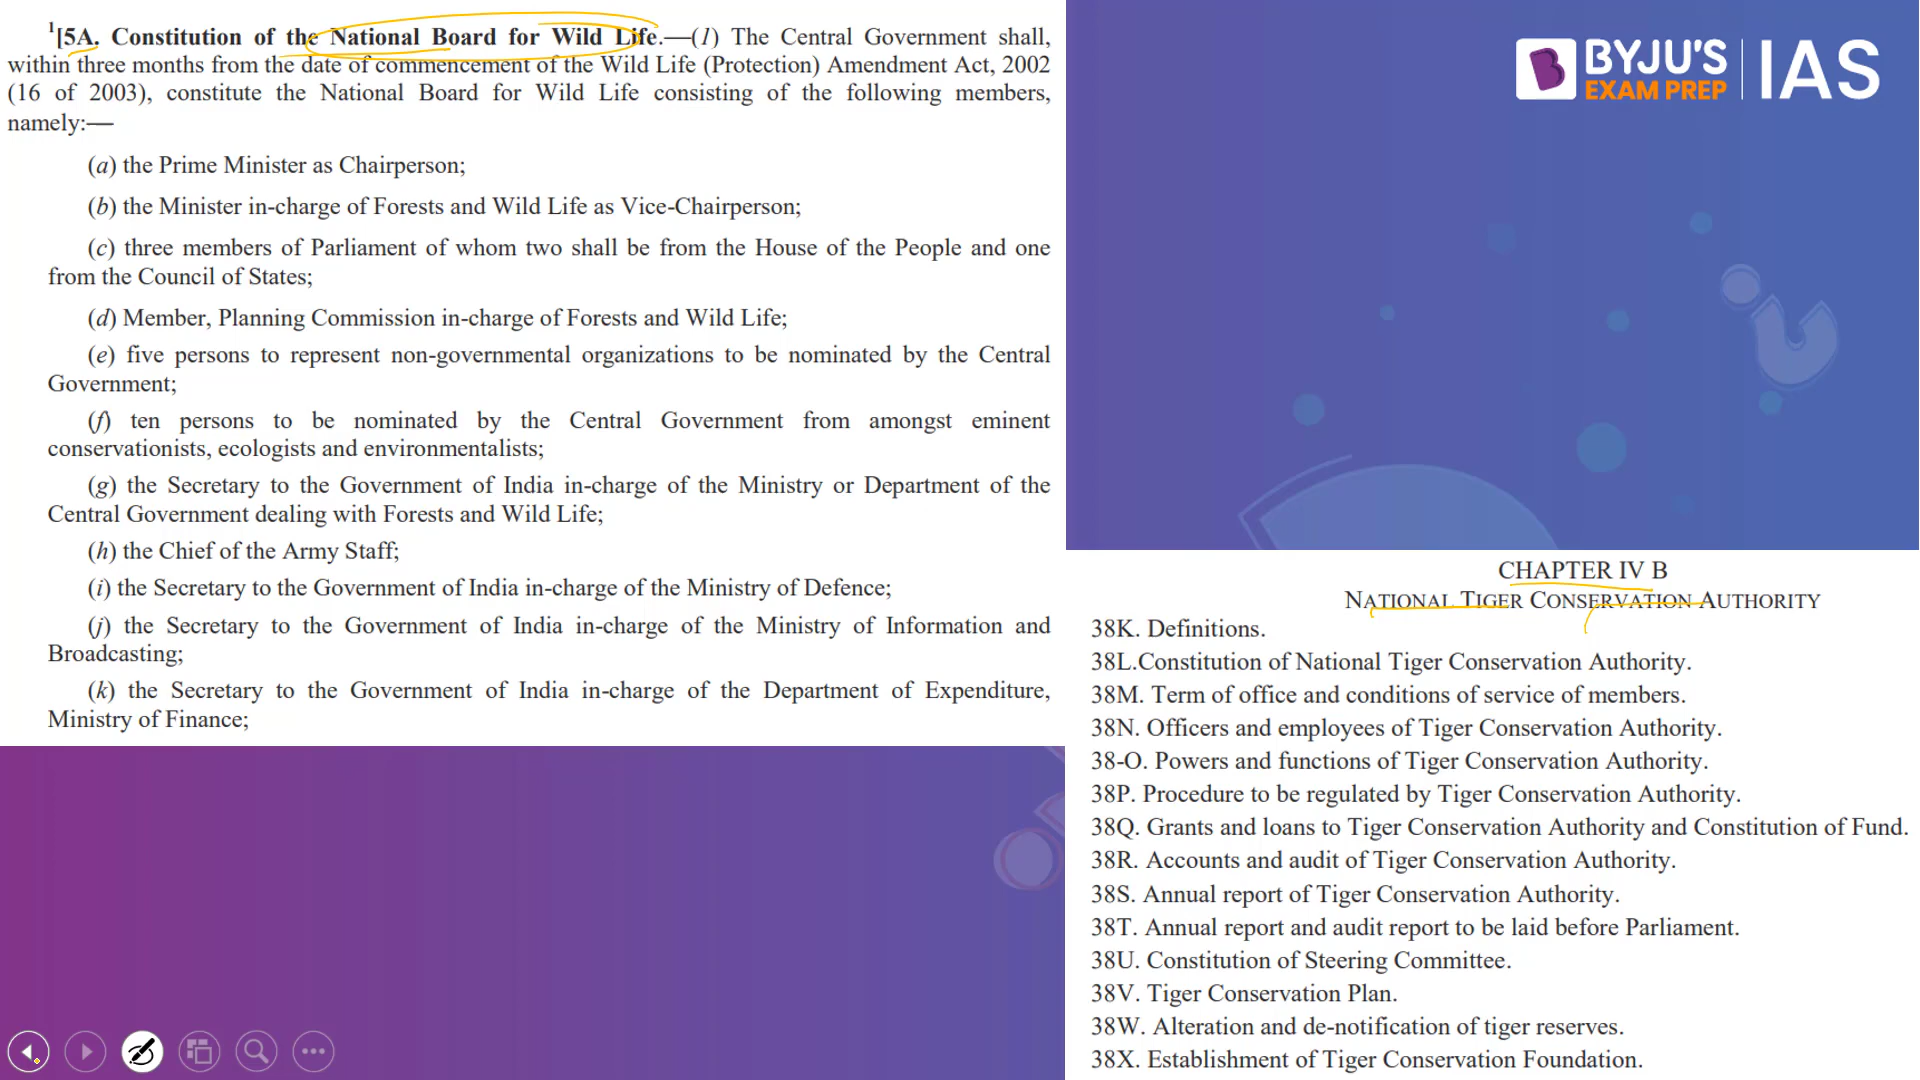 ¹[5A. Constitution of the National Board for Wild Life.—(1) The Central Government shall,
within three months from the date of commencement of the Wild Life (Protection) Amendment Act, 2002
(16 of 2003), constitute the National Board for Wild Life consisting of the following members,
namely:—
(a) the Prime Minister as Chairperson;
(b) the Minister in-charge of Forests and Wild Life as Vice-Chairperson;
(c) three members of Parliament of whom two shall be from the House of the People and one
from the Council of States;
(d) Member, Planning Commission in-charge of Forests and Wild Life;
(e) five persons to represent non-governmental organizations to be nominated by the Central
Government;
(f) ten persons to be nominated by the Central Government from amongst eminent
conservationists, ecologists and environmentalists;
(g) the Secretary to the Government of India in-charge of the Ministry or Department of the
Central Government dealing with Forests and Wild Life;
(h) the Chief of the Army Staff;
(i) the Secretary to the Government of India in-charge of the Ministry of Defence;
(j) the Secretary to the Government of India in-charge of the Ministry of Information and
Broadcasting;
(k) the Secretary to the Government of India in-charge of the Department of Expenditure,
Ministry of Finance;
BYJU'S
EXAM PREP
IAS
CHAPTER IV B
NATIONAL TIGER CONSERVATION AUTHORITY
38K. Definitions.
38L.Constitution of National Tiger Conservation Authority.
38M. Term of office and conditions of service of members.
38N. Officers and employees of Tiger Conservation Authority.
38-O. Powers and functions of Tiger Conservation Authority.
38P. Procedure to be regulated by Tiger Conservation Authority.
38Q. Grants and loans to Tiger Conservation Authority and Constitution of Fund.
38R. Accounts and audit of Tiger Conservation Authority.
38S. Annual report of Tiger Conservation Authority.
38T. Annual report and audit report to be laid before Parliament.
38U. Constitution of Steering Committee.
38V. Tiger Conservation Plan.
38W. Alteration and de-notification of tiger reserves.
38X. Establishment of Tiger Conservation Foundation.